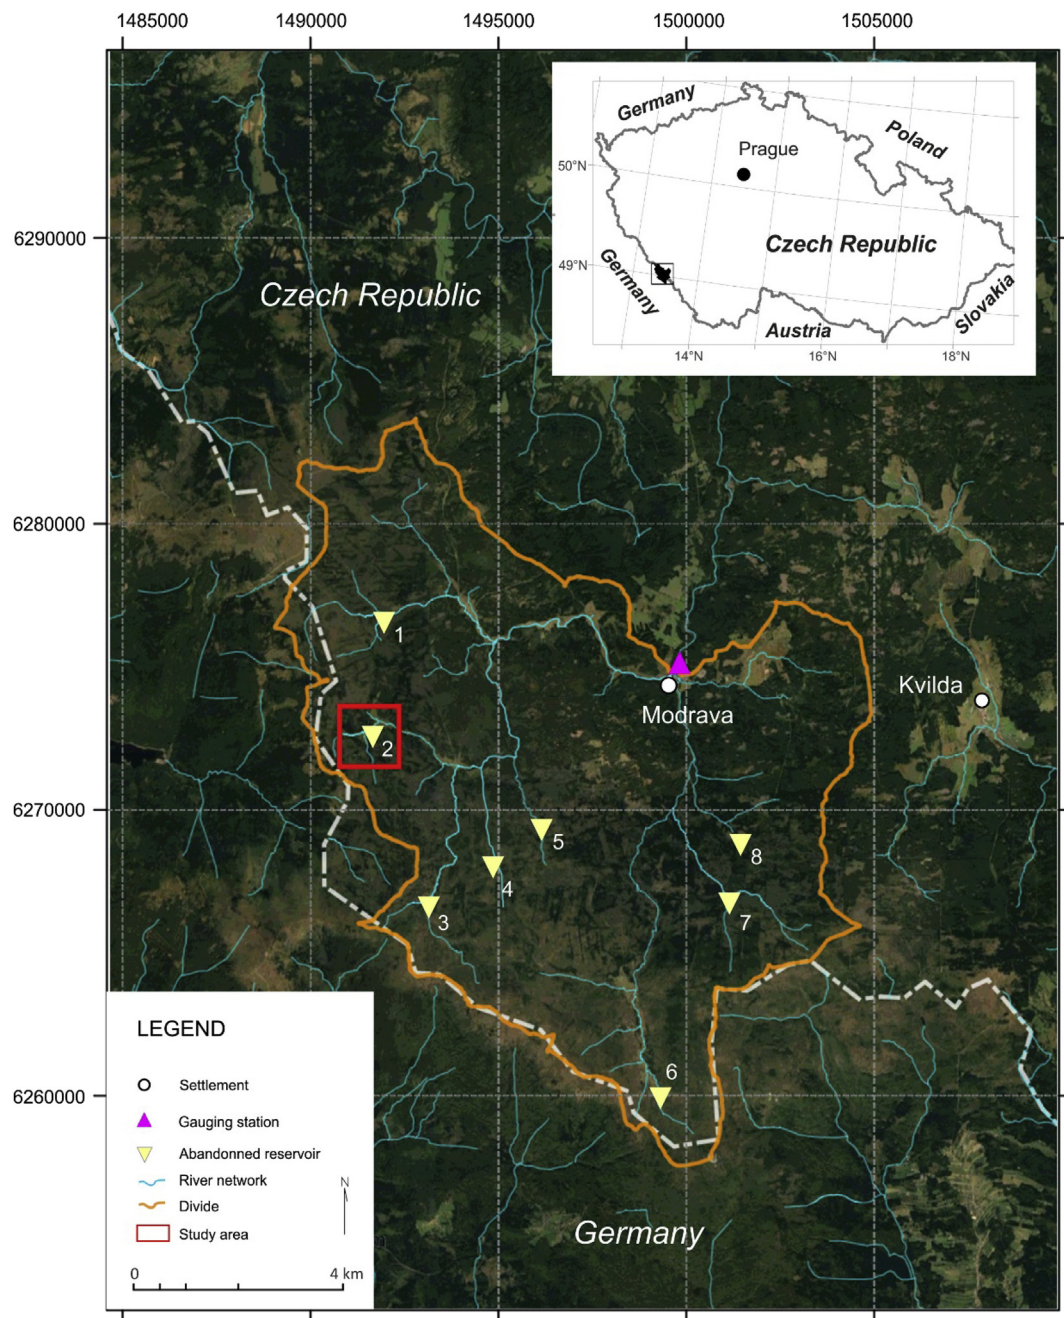 1485000
1490000
1495000
1500000
1505000
Germany
Poland
Prague
50°N
Czech Republic
49°N
Germany
Slovakia
Austria
14°N
16°N
18°N
6290000
Czech Republic
6280000
1
Kvilda
Modrava
2
6270000
5
8
4
3
7
LEGEND
6
Settlement
6260000
Gauging station
Abandonned reservoir
River network
N
Divide
Study area
Germany
0
4 km